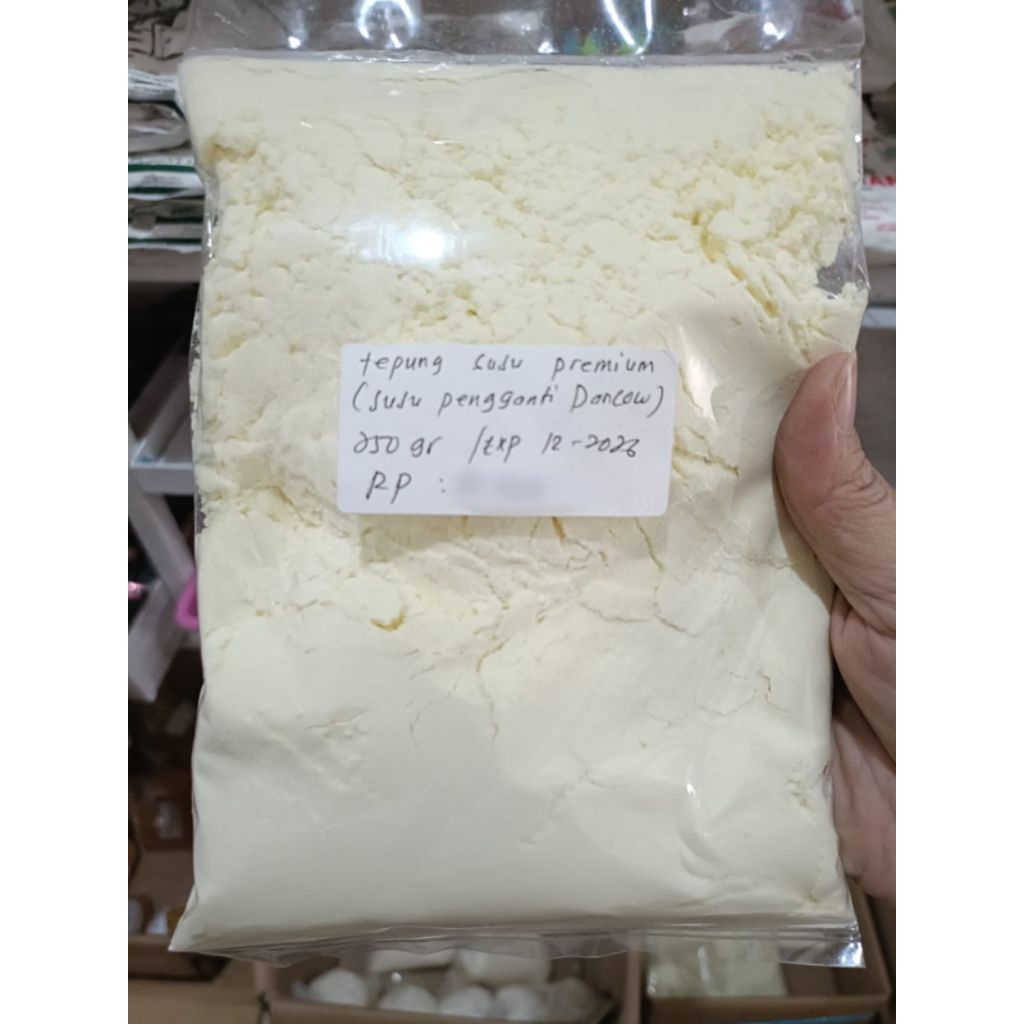 tepung susu premium
(susu pengganti Dancow)
250 gr /Exp 12-2026
RP :